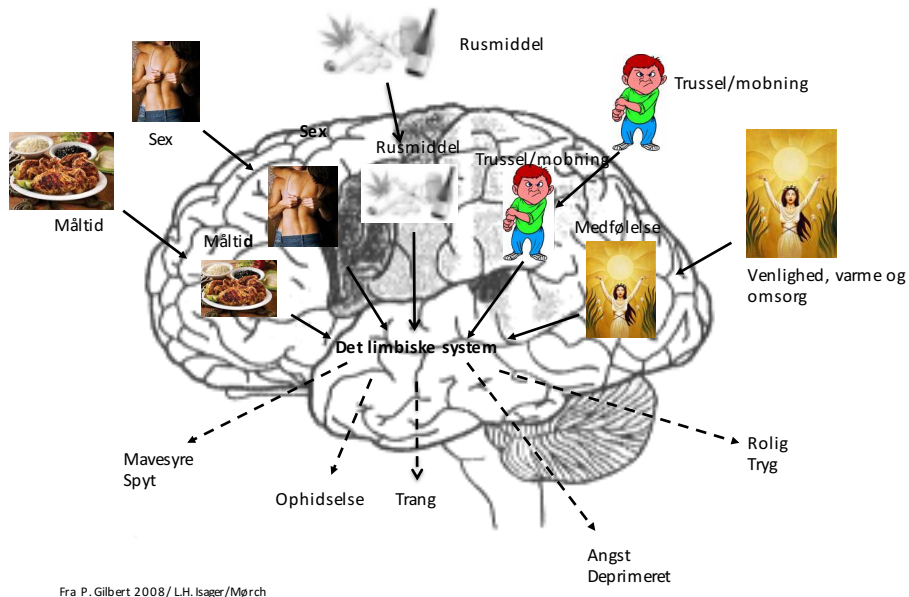 Rusmiddel
Trussel/mobning
Sex
Sex
Rusmiddel
Trussel/mobning
Måltid
Måltid
Medfølelse
Venlighed, varme og
omsorg
Det limbiske system
Mavesyre
Spyt
Ophidselse
Trang
Rolig
Tryg
Angst
Deprimeret
Fra P. Gilbert 2008/ L.H. Isager/Mørch